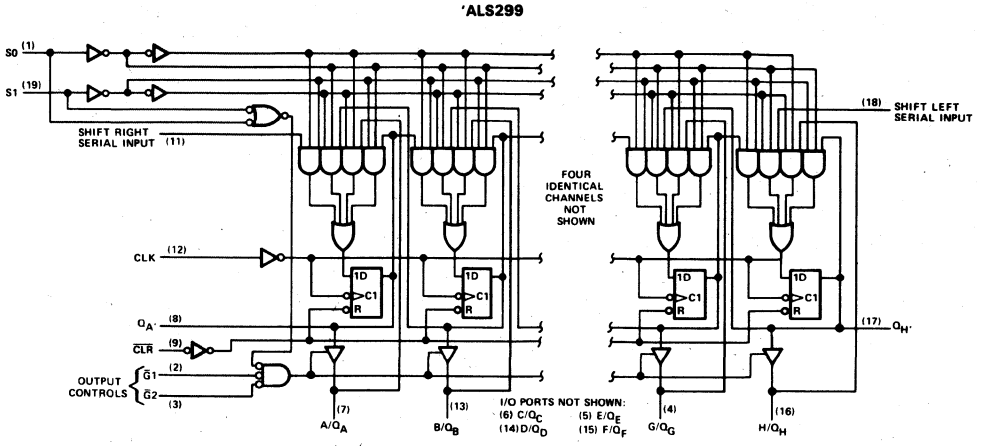 'ALS299
S0 (1)
S1 (19)
(18) SHIFT LEFT
SERIAL INPUT
SHIFT RIGHT
SERIAL INPUT (11)
FOUR
IDENTICAL
CHANNELS
NOT
SHOWN
CLK (12)
1D
C1
R
1D
C1
R
1D
C1
R
1D
C1
R
QA' (8)
(17) QH'
CLR (9)
OUTPUT
CONTROLS
G1 (2)
G2 (3)
(7)
A/QA
(13)
B/QB
I/O PORTS NOT SHOWN:
(6) C/QC (5) E/QE
(14) D/QD (15) F/QF
(4)
G/QG
(16)
H/QH